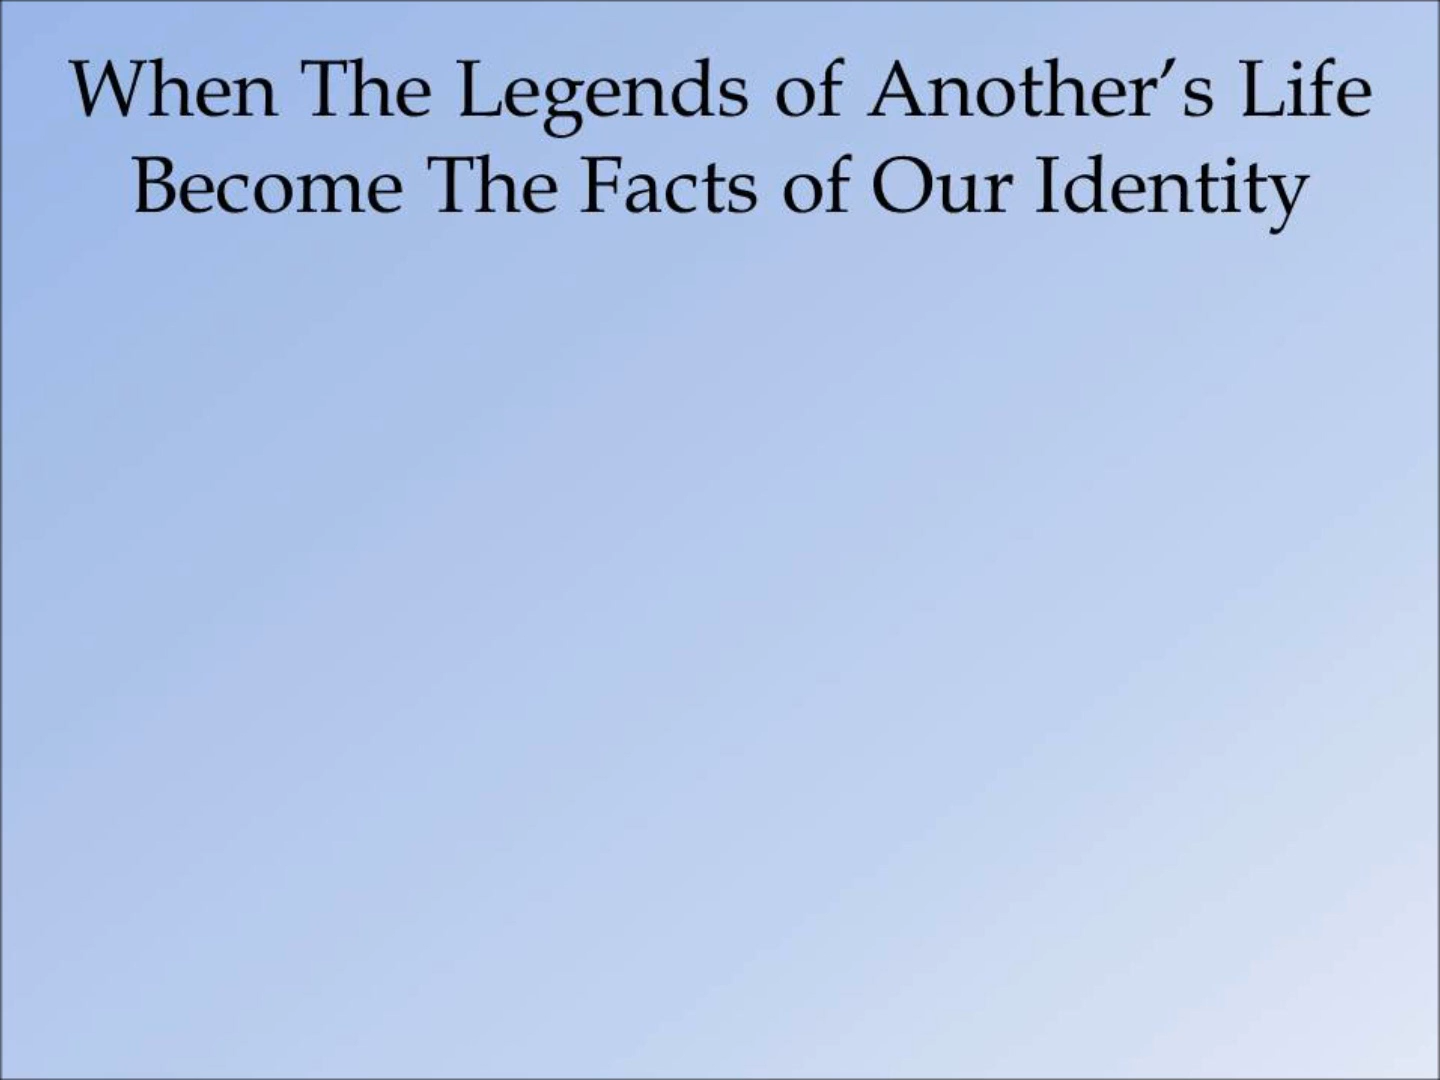 When The Legends of Another’s Life
Become The Facts of Our Identity